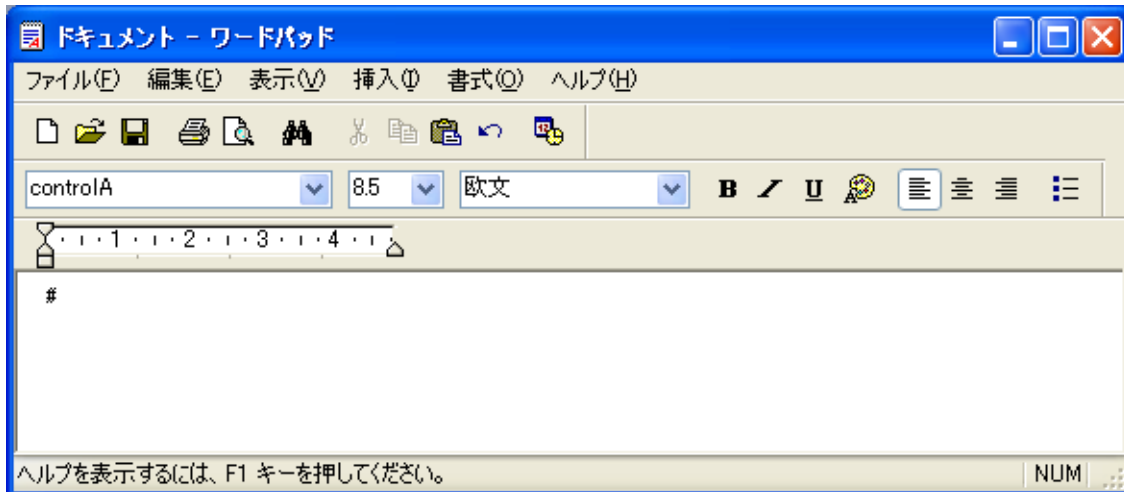 ドキュメント - ワードパッド
ファイル(F) 編集(E) 表示(V) 挿入(I) 書式(O) ヘルプ(H)
controlA 8.5 欧文 B / U
1 2 3 4
#
ヘルプを表示するには、F1 キーを押してください。 NUM